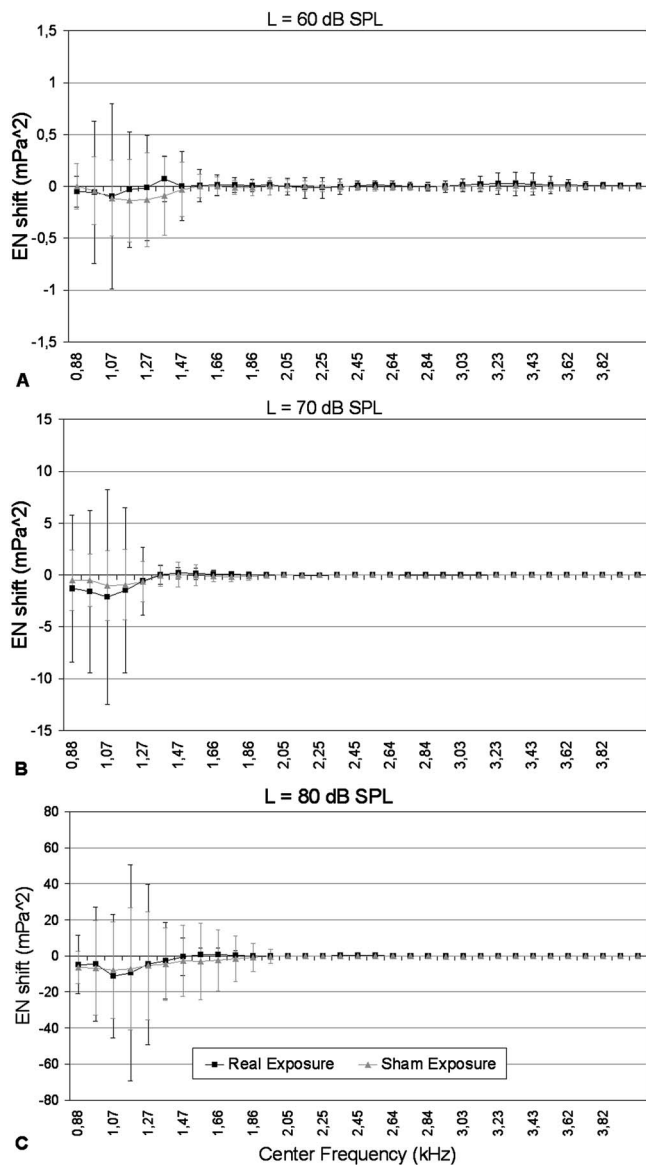 L = 60 dB SPL
1,5
1
0,5
0
-0,5
-1
-1,5
EN shift (mPa^2)
0,88 1,07 1,27 1,47 1,66 1,86 2,05 2,25 2,45 2,64 2,84 3,03 3,23 3,43 3,62 3,82
A
L = 70 dB SPL
15
10
5
0
-5
-10
-15
EN shift (mPa^2)
0,88 1,07 1,27 1,47 1,66 1,86 2,05 2,25 2,45 2,64 2,84 3,03 3,23 3,43 3,62 3,82
B
L = 80 dB SPL
80
60
40
20
0
-20
-40
-60
-80
EN shift (mPa^2)
Real Exposure Sham Exposure
0,88 1,07 1,27 1,47 1,66 1,86 2,05 2,25 2,45 2,64 2,84 3,03 3,23 3,43 3,62 3,82
C
Center Frequency (kHz)